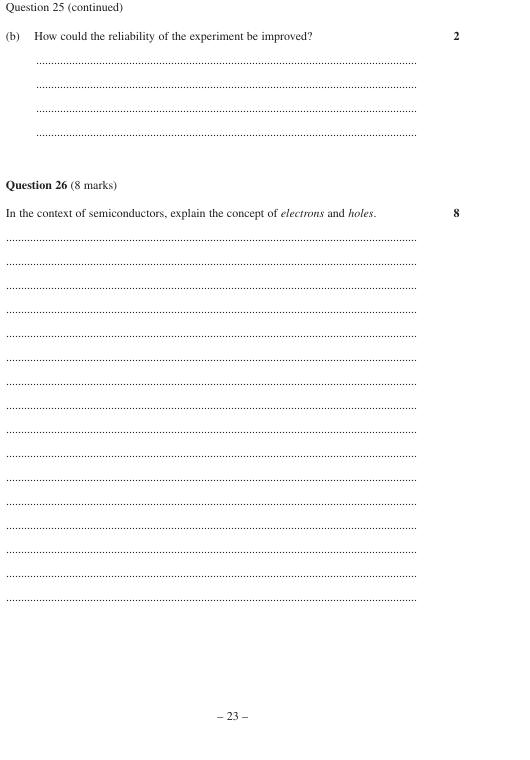 Question 25 (continued)
(b) How could the reliability of the experiment be improved? 2
Question 26 (8 marks)
In the context of semiconductors, explain the concept of electrons and holes. 8
– 23 –